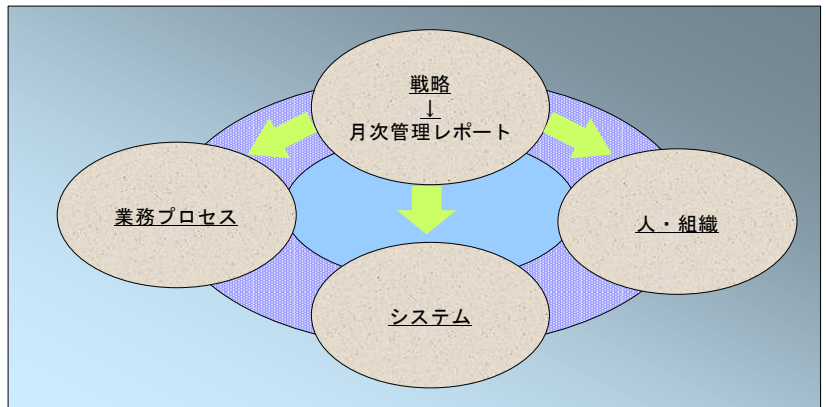 戦略
↓
月次管理レポート
業務プロセス
人・組織
システム